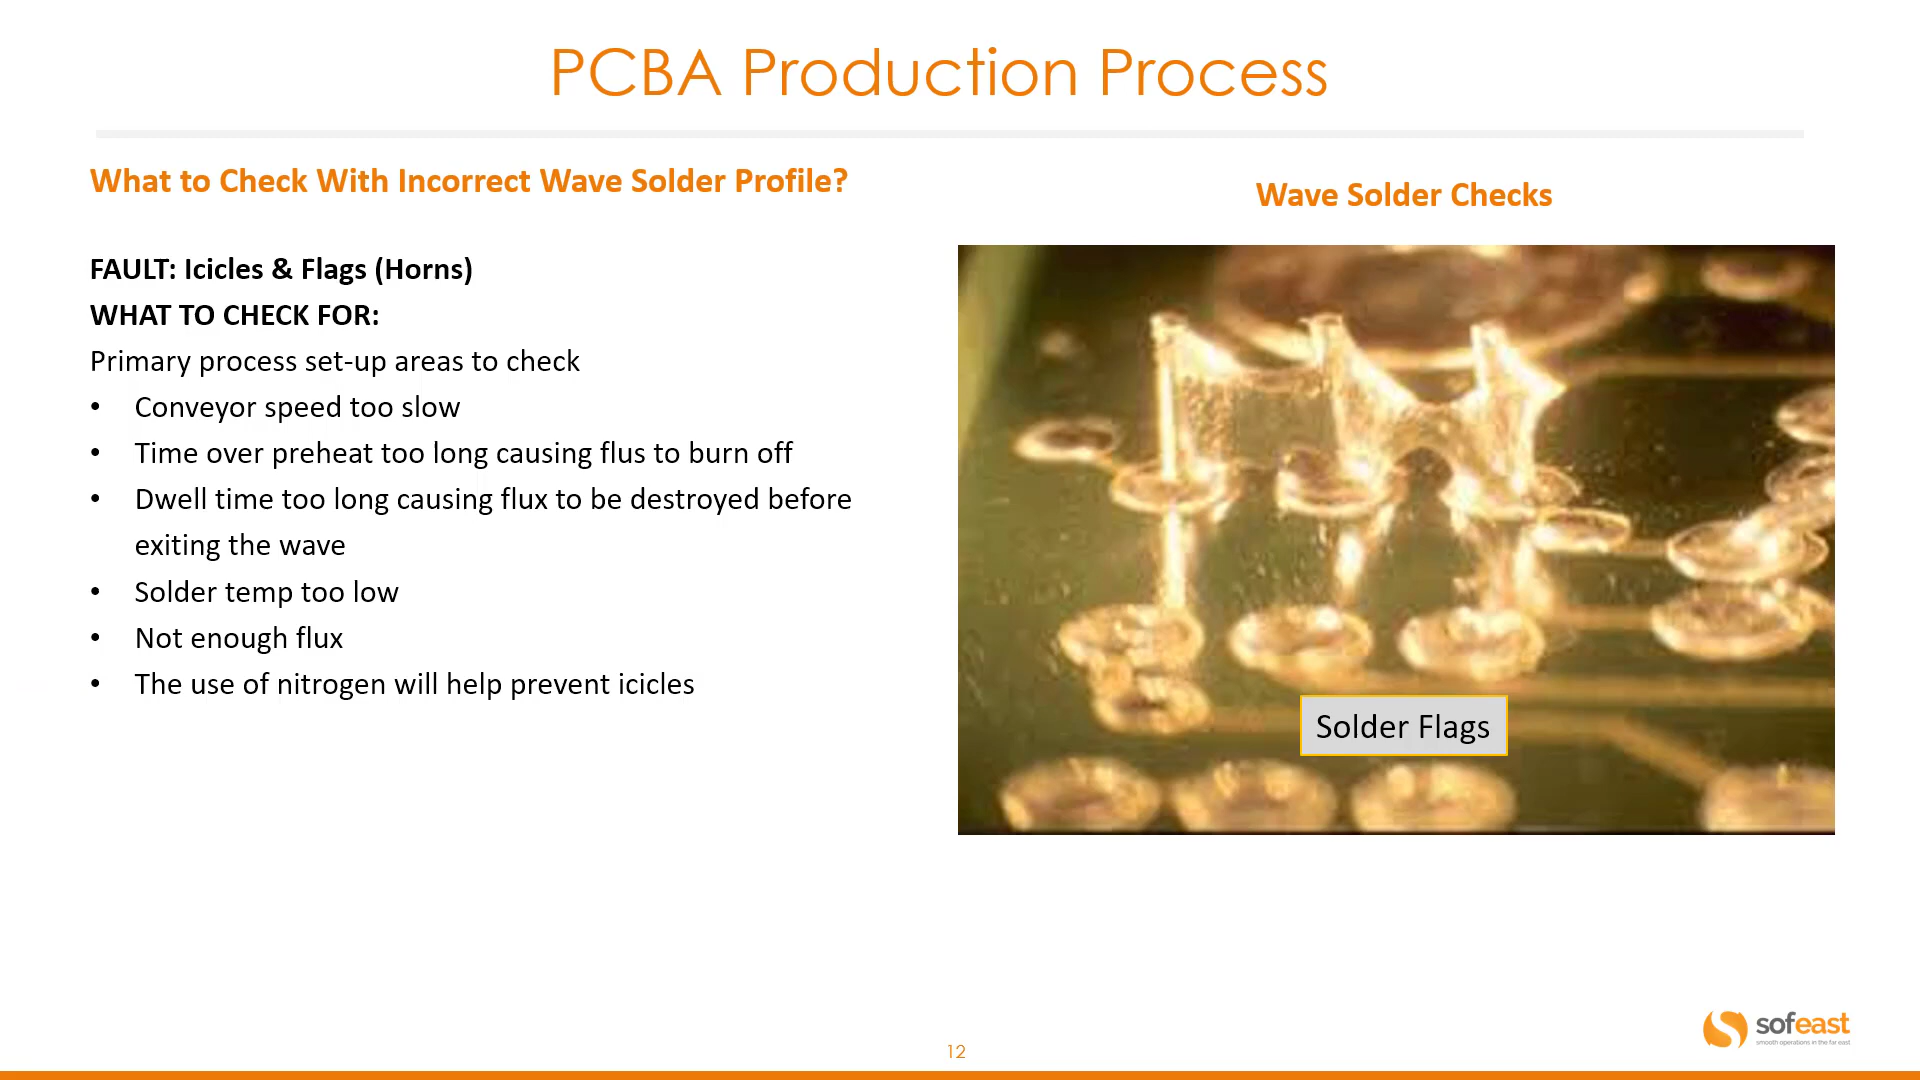 PCBA Production Process
What to Check With Incorrect Wave Solder Profile?
FAULT: Icicles & Flags (Horns)
WHAT TO CHECK FOR:
Primary process set-up areas to check
• Conveyor speed too slow
• Time over preheat too long causing flus to burn off
• Dwell time too long causing flux to be destroyed before
exiting the wave
• Solder temp too low
• Not enough flux
• The use of nitrogen will help prevent icicles
Wave Solder Checks
Solder Flags
12
sofeast
smooth operations in the far east